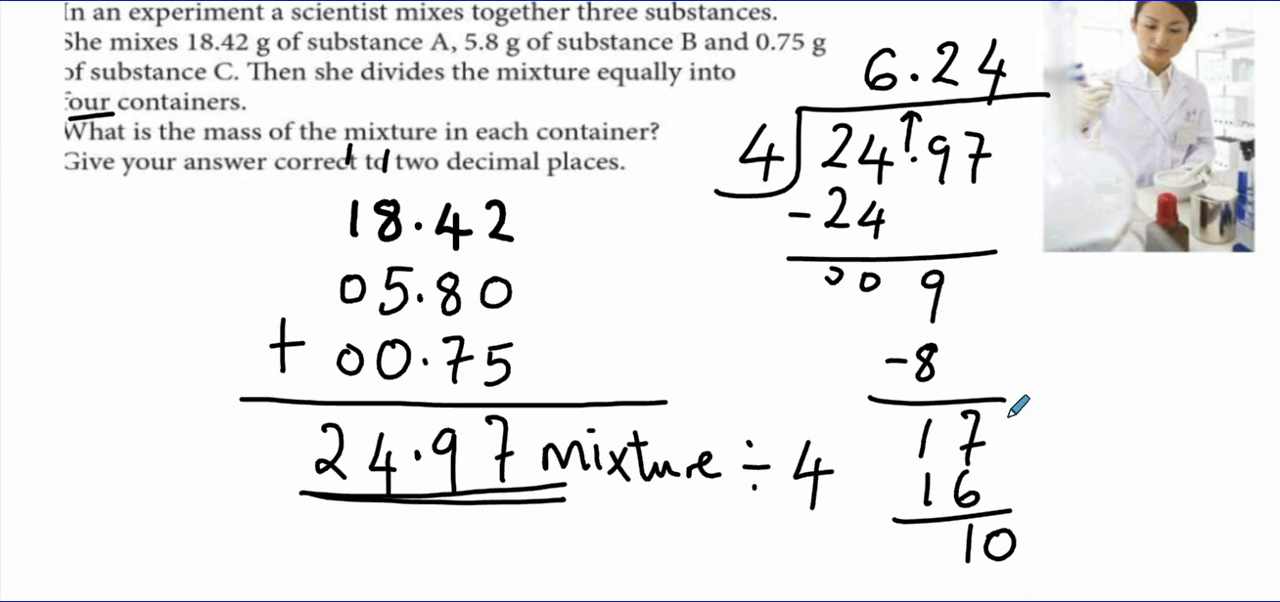 In an experiment a scientist mixes together three substances.
She mixes 18.42 g of substance A, 5.8 g of substance B and 0.75 g
of substance C. Then she divides the mixture equally into
four containers.
What is the mass of the mixture in each container?
Give your answer correct to two decimal places.
1 1
18.42
05.80
+ 00.75
24.97 mixture ÷ 4
6.24
4 24.97
-24
00 9
-8
17
16
10